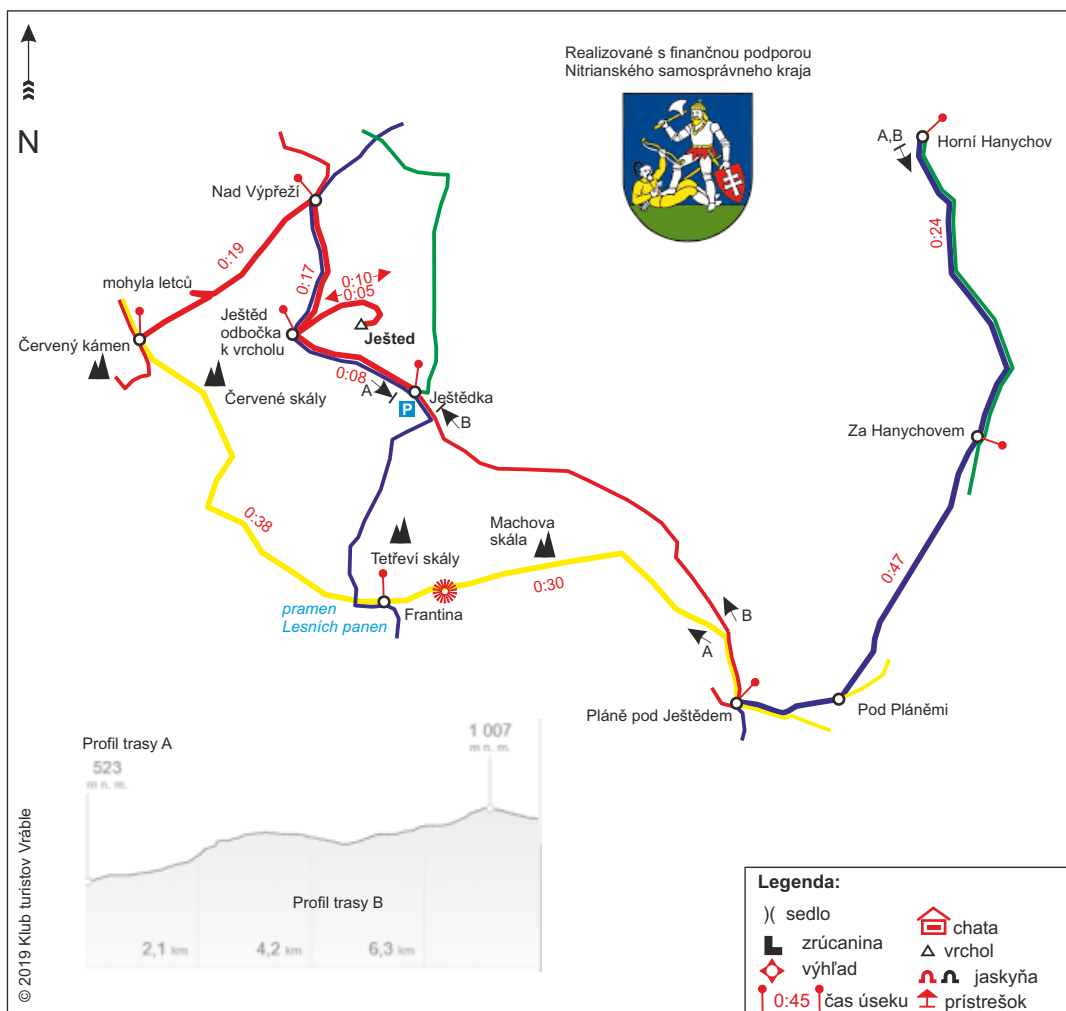 Realizované s finančnou podporou
Nitrianského samosprávneho kraja
N
A,B
Horní Hanychov
Nad Výpřeží
0:24
0:19
mohyla letců
0:17
0:10
0:05
Ještěd
odbočka
k vrcholu
Ješted
Červený kámen
0:08
A
Červené skály
P
Ještědka
B
Za Hanychovem
0:38
Machova
skála
Tetřeví skály
0:47
0:30
pramen
Lesních panen
Frantina
B
A
Pláně pod Ještědem
Pod Pláněmi
Profil trasy A
1 007
m n. m.
523
m n. m.
Profil trasy B
2,1 km
4,2 km
6,3 km
© 2019 Klub turistov Vráble
Legenda:
)( sedlo
chata
zrúcanina
vrchol
výhľad
jaskyňa
0:45 čas úseku
prístrešok